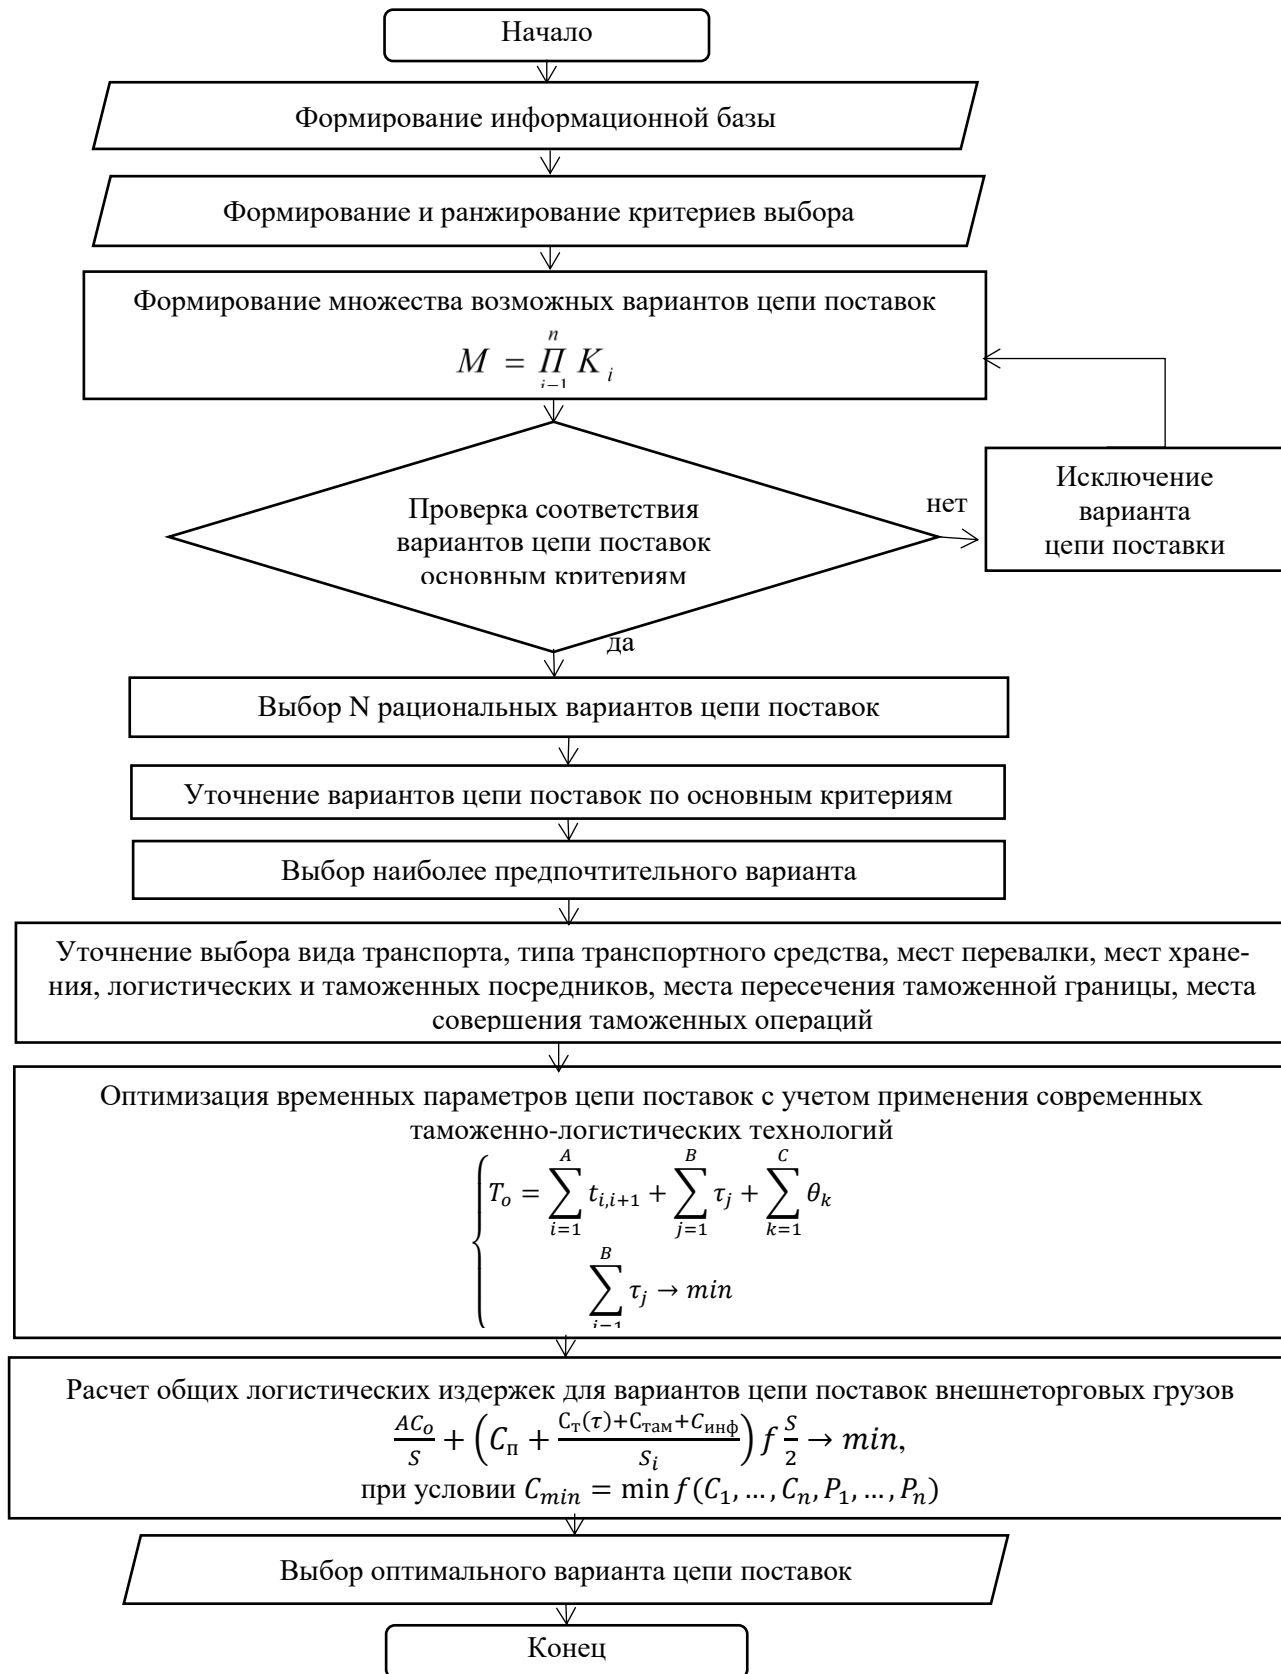 Начало
Формирование информационной базы
Формирование и ранжирование критериев выбора
Формирование множества возможных вариантов цепи поставок
n
M = П K i
i=1
Проверка соответствия
вариантов цепи поставок
основным критериям
нет
Исключение
варианта
цепи поставки
да
Выбор N рациональных вариантов цепи поставок
Уточнение вариантов цепи поставок по основным критериям
Выбор наиболее предпочтительного варианта
Уточнение выбора вида транспорта, типа транспортного средства, мест перевалки, мест хране-
ния, логистических и таможенных посредников, места пересечения таможенной границы, места
совершения таможенных операций
Оптимизация временных параметров цепи поставок с учетом применения современных
таможенно-логистических технологий
A B C
T_o = ∑ t_{i,i+1} + ∑ τ_j + ∑ θ_k
i=1 j=1 k=1
B
∑ τ_j → min
j=1
Расчет общих логистических издержек для вариантов цепи поставок внешнеторговых грузов
AC_o/S + (C_п + (C_т(τ)+C_там+C_инф)/S_i) f S/2 → min,
при условии C_min = min f(C_1, …, C_n, P_1, …, P_n)
Выбор оптимального варианта цепи поставок
Конец